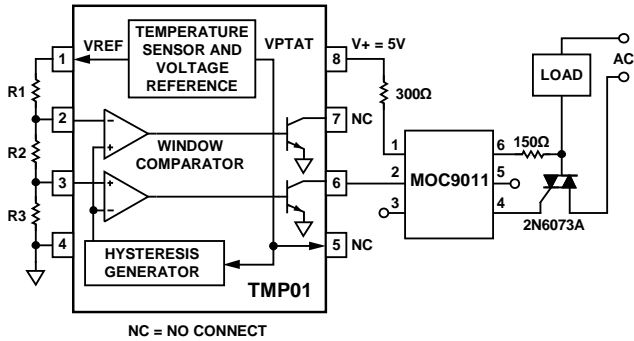 TEMPERATURE
SENSOR AND
VOLTAGE
REFERENCE
VREF
VPTAT
1
R1
2
R2
3
R3
4
−
+
WINDOW
COMPARATOR
+
−
HYSTERESIS
GENERATOR
TMP01
8
V+ = 5V
7
NC
6
5
NC
300Ω
1
2
3
MOC9011
6
5
4
150Ω
2N6073A
LOAD
AC
NC = NO CONNECT